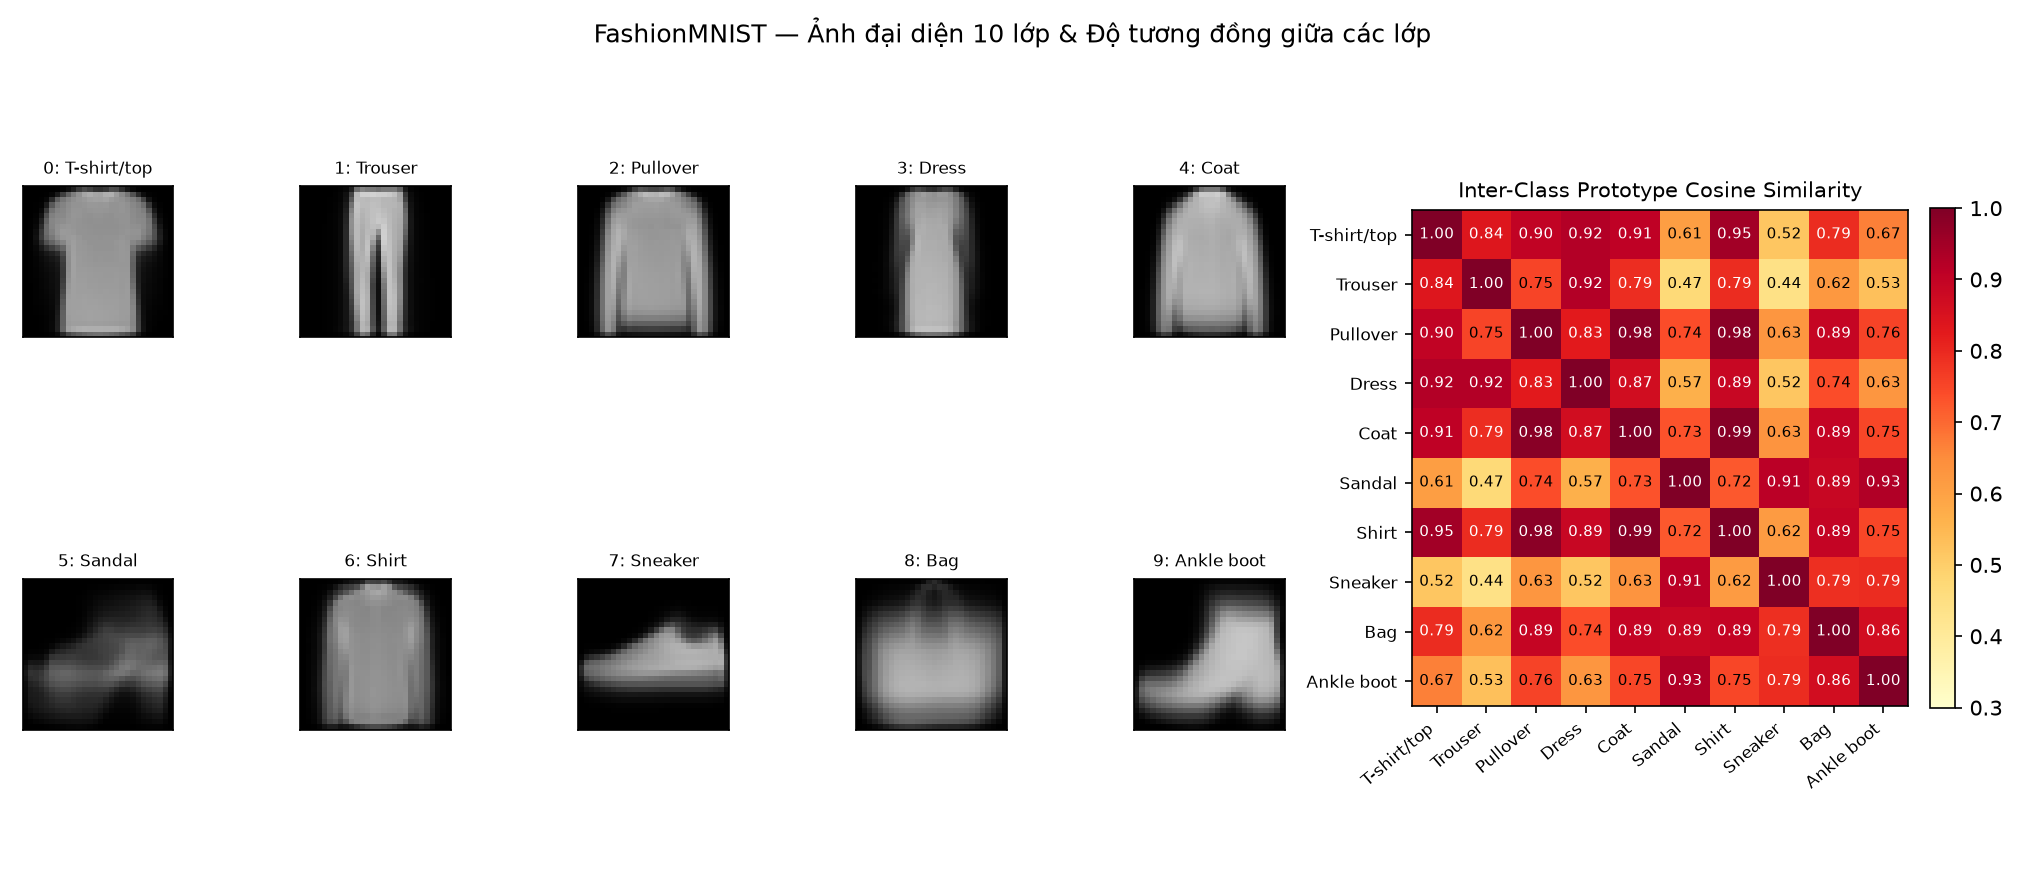 FashionMNIST — Ảnh đại diện 10 lớp & Độ tương đồng giữa các lớp
0: T-shirt/top
1: Trouser
2: Pullover
3: Dress
4: Coat
5: Sandal
6: Shirt
7: Sneaker
8: Bag
9: Ankle boot
Inter-Class Prototype Cosine Similarity
T-shirt/top 1.00 0.84 0.90 0.92 0.91 0.61 0.95 0.52 0.79 0.67
Trouser 0.84 1.00 0.75 0.92 0.79 0.47 0.79 0.44 0.62 0.53
Pullover 0.90 0.75 1.00 0.83 0.98 0.74 0.98 0.63 0.89 0.76
Dress 0.92 0.92 0.83 1.00 0.87 0.57 0.89 0.52 0.74 0.63
Coat 0.91 0.79 0.98 0.87 1.00 0.73 0.99 0.63 0.89 0.75
Sandal 0.61 0.47 0.74 0.57 0.73 1.00 0.72 0.91 0.89 0.93
Shirt 0.95 0.79 0.98 0.89 0.99 0.72 1.00 0.62 0.89 0.75
Sneaker 0.52 0.44 0.63 0.52 0.63 0.91 0.62 1.00 0.79 0.79
Bag 0.79 0.62 0.89 0.74 0.89 0.89 0.89 0.79 1.00 0.86
Ankle boot 0.67 0.53 0.76 0.63 0.75 0.93 0.75 0.79 0.86 1.00
T-shirt/top
Trouser
Pullover
Dress
Coat
Sandal
Shirt
Sneaker
Bag
Ankle boot
1.0
0.9
0.8
0.7
0.6
0.5
0.4
0.3